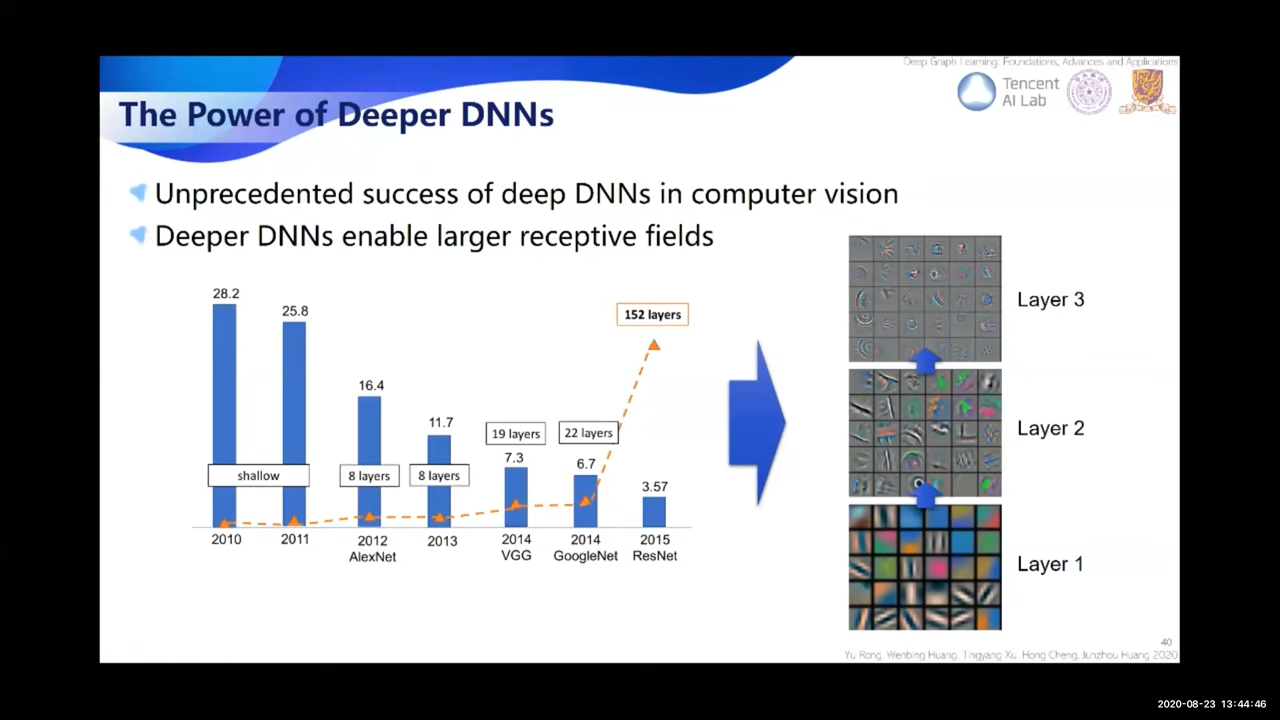 Deep Graph Learning: Foundations, Advances and Applications
Tencent
AI Lab
The Power of Deeper DNNs
Unprecedented success of deep DNNs in computer vision
Deeper DNNs enable larger receptive fields
28.2
25.8
16.4
11.7
7.3
6.7
3.57
shallow
8 layers
8 layers
19 layers
22 layers
152 layers
2010
2011
2012
AlexNet
2013
2014
VGG
2014
GoogleNet
2015
ResNet
Layer 3
Layer 2
Layer 1
40
Yu Rong, Wenbing Huang, Tingyang Xu, Hong Cheng, Junzhou Huang 2020
2020-08-23 13:44:46